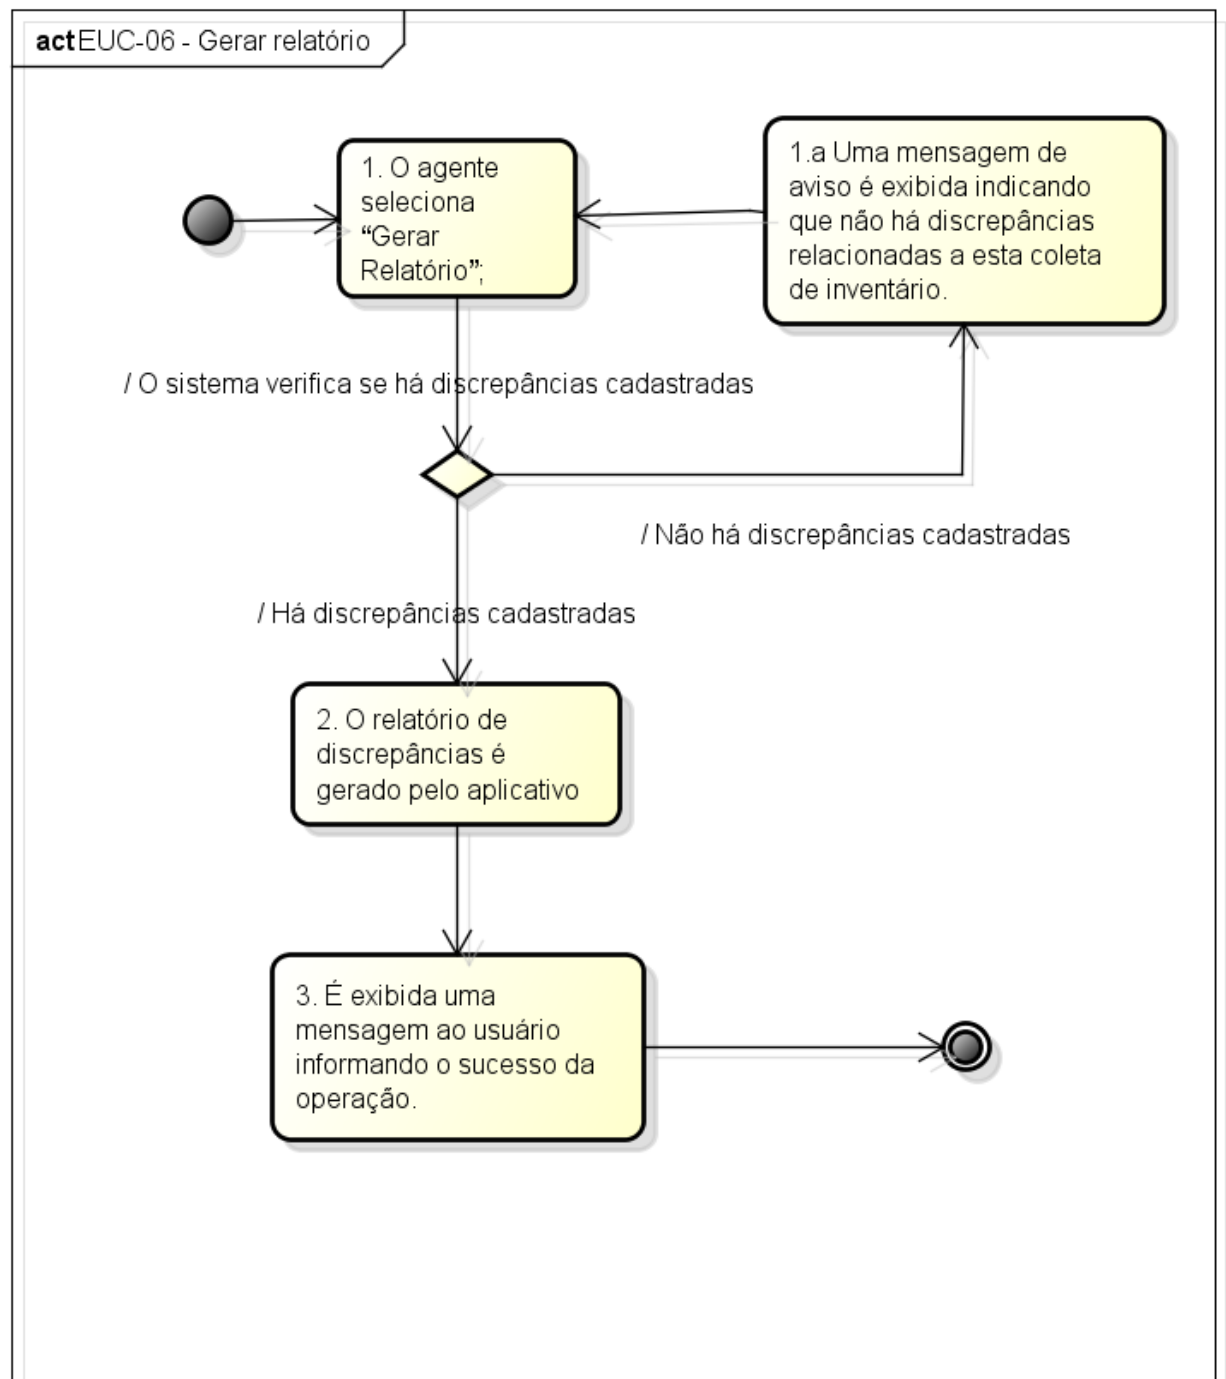 act EUC-06 - Gerar relatório
1. O agente
seleciona
“Gerar
Relatório”;
1.a Uma mensagem de
aviso é exibida indicando
que não há discrepâncias
relacionadas a esta coleta
de inventário.
/ O sistema verifica se há discrepâncias cadastradas
/ Não há discrepâncias cadastradas
/ Há discrepâncias cadastradas
2. O relatório de
discrepâncias é
gerado pelo aplicativo
3. É exibida uma
mensagem ao usuário
informando o sucesso da
operação.